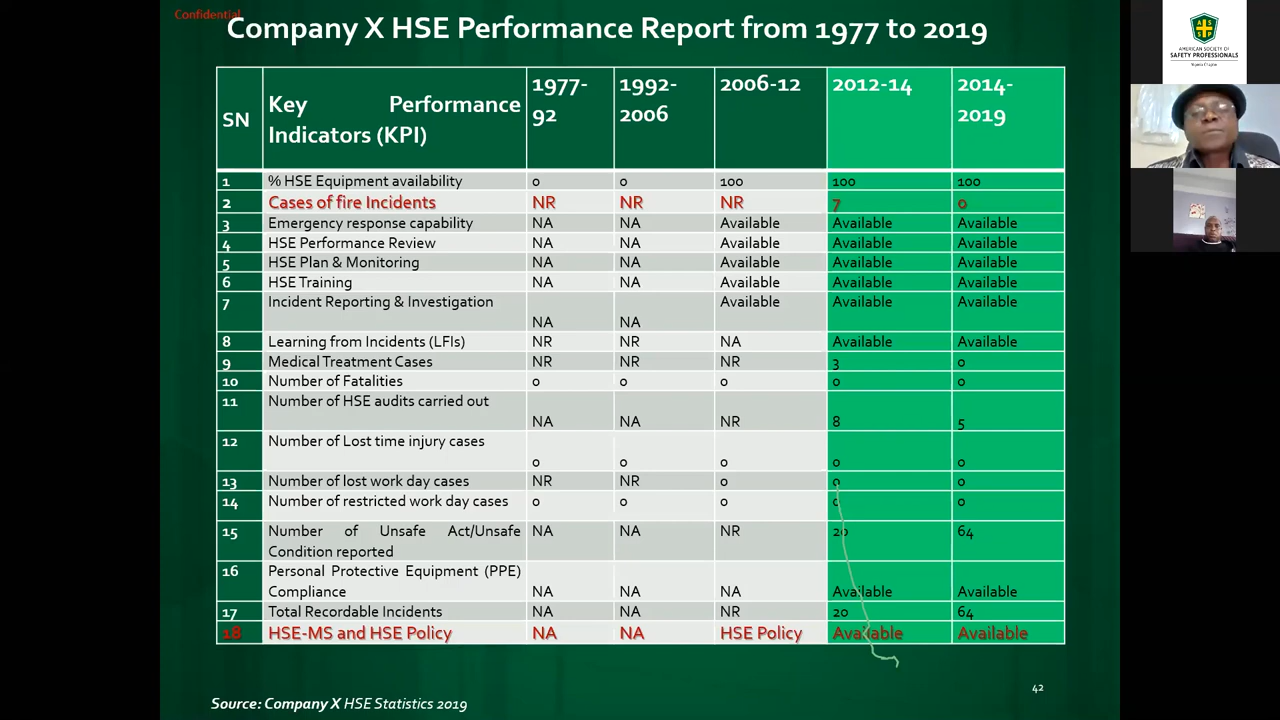 Confidential
Company X HSE Performance Report from 1977 to 2019
SN Key Performance Indicators (KPI) 1977-92 1992-2006 2006-12 2012-14 2014-2019
1 % HSE Equipment availability 0 0 100 100 100
2 Cases of fire Incidents NR NR NR 7 0
3 Emergency response capability NA NA Available Available Available
4 HSE Performance Review NA NA Available Available Available
5 HSE Plan & Monitoring NA NA Available Available Available
6 HSE Training NA NA Available Available Available
7 Incident Reporting & Investigation NA NA Available Available Available
8 Learning from Incidents (LFIs) NR NR NA Available Available
9 Medical Treatment Cases NR NR NR 3 0
10 Number of Fatalities 0 0 0 0 0
11 Number of HSE audits carried out NA NA NR 8 5
12 Number of Lost time injury cases 0 0 0 0 0
13 Number of lost work day cases NR NR 0 0 0
14 Number of restricted work day cases 0 0 0 0 0
15 Number of Unsafe Act/Unsafe Condition reported NA NA NR 20 64
16 Personal Protective Equipment (PPE) Compliance NA NA NA Available Available
17 Total Recordable Incidents NA NA NR 20 64
18 HSE-MS and HSE Policy NA NA HSE Policy Available Available
42
Source: Company X HSE Statistics 2019
A S
S P
AMERICAN SOCIETY OF
SAFETY PROFESSIONALS